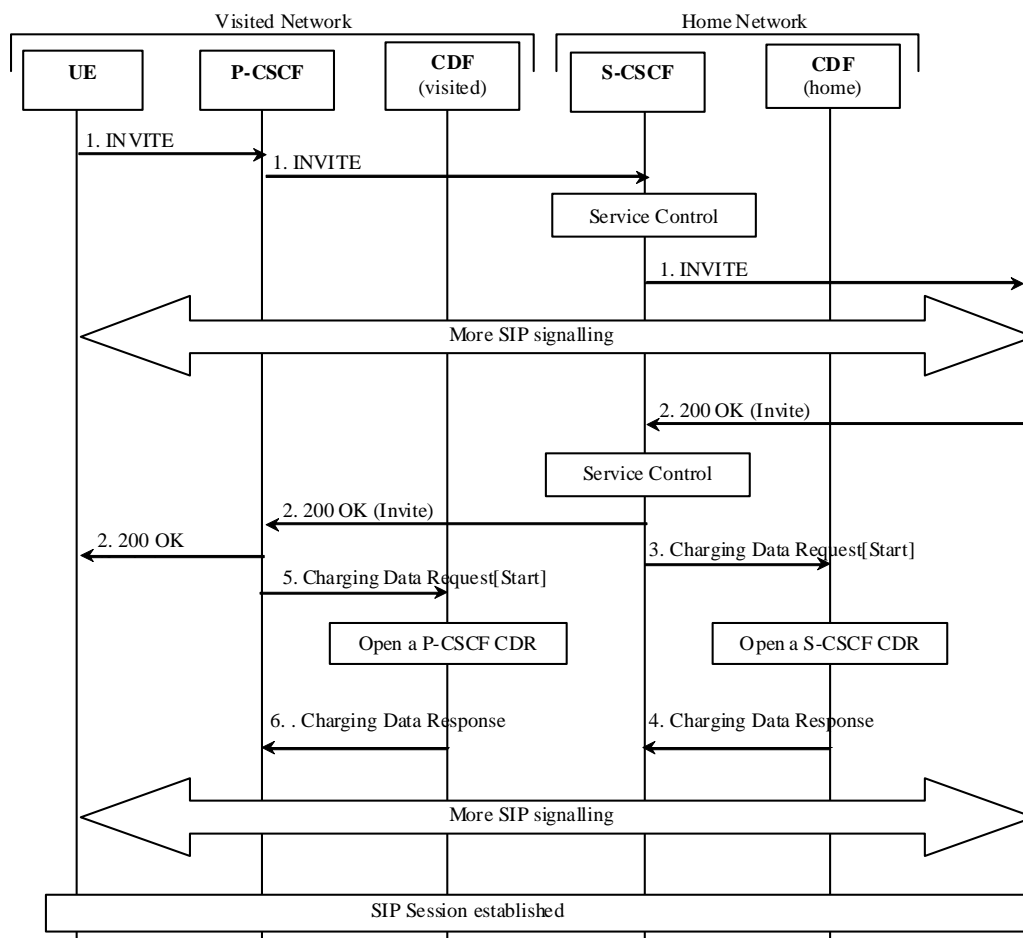 Visited Network
Home Network
UE
P-CSCF
CDF
(visited)
S-CSCF
CDF
(home)
1. INVITE
1. INVITE
Service Control
1. INVITE
More SIP signalling
2. 200 OK (Invite)
Service Control
2. 200 OK (Invite)
2. 200 OK
3. Charging Data Request[Start]
5. Charging Data Request[Start]
Open a P-CSCF CDR
Open a S-CSCF CDR
6. . Charging Data Response
4. Charging Data Response
More SIP signalling
SIP Session established